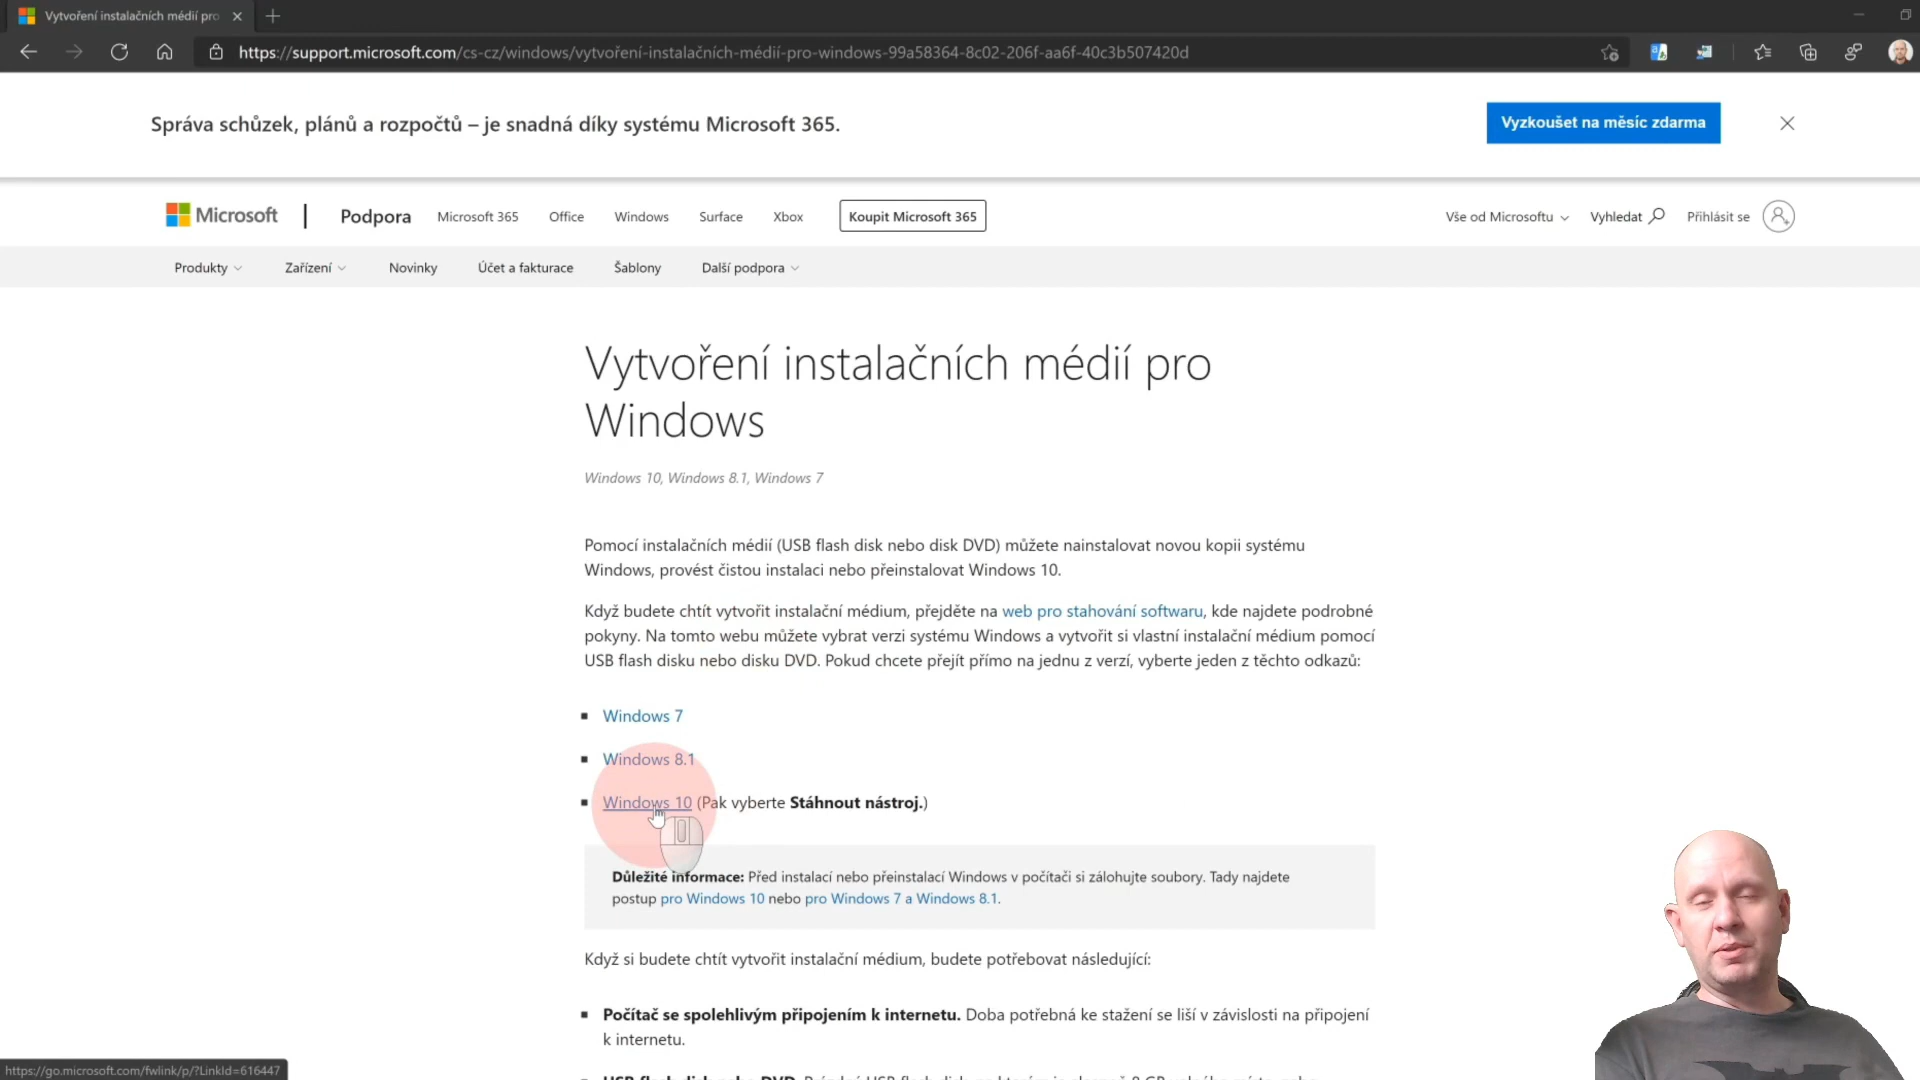 Vytvoření instalačních médií pro
https://support.microsoft.com/cs-cz/windows/vytvoření-instalačních-médií-pro-windows-99a58364-8c02-206f-aa6f-40c3b507420d
Správa schůzek, plánů a rozpočtů – je snadná díky systému Microsoft 365.
Vyzkoušet na měsíc zdarma
Microsoft | Podpora Microsoft 365 Office Windows Surface Xbox Koupit Microsoft 365 Vše od Microsoftu Vyhledat Přihlásit se
Produkty Zařízení Novinky Účet a fakturace Šablony Další podpora
Vytvoření instalačních médií pro
Windows
Windows 10, Windows 8.1, Windows 7
Pomocí instalačních médií (USB flash disk nebo disk DVD) můžete nainstalovat novou kopii systému
Windows, provést čistou instalaci nebo přeinstalovat Windows 10.
Když budete chtít vytvořit instalační médium, přejděte na web pro stahování softwaru, kde najdete podrobné
pokyny. Na tomto webu můžete vybrat verzi systému Windows a vytvořit si vlastní instalační médium pomocí
USB flash disku nebo disku DVD. Pokud chcete přejít přímo na jednu z verzí, vyberte jeden z těchto odkazů:
Windows 7
Windows 8.1
Windows 10 (Pak vyberte Stáhnout nástroj.)
Důležité informace: Před instalací nebo přeinstalací Windows v počítači si zálohujte soubory. Tady najdete
postup pro Windows 10 nebo pro Windows 7 a Windows 8.1.
Když si budete chtít vytvořit instalační médium, budete potřebovat následující:
Počítač se spolehlivým připojením k internetu. Doba potřebná ke stažení se liší v závislosti na připojení
k internetu.
https://go.microsoft.com/fwlink/p/?LinkId=616447